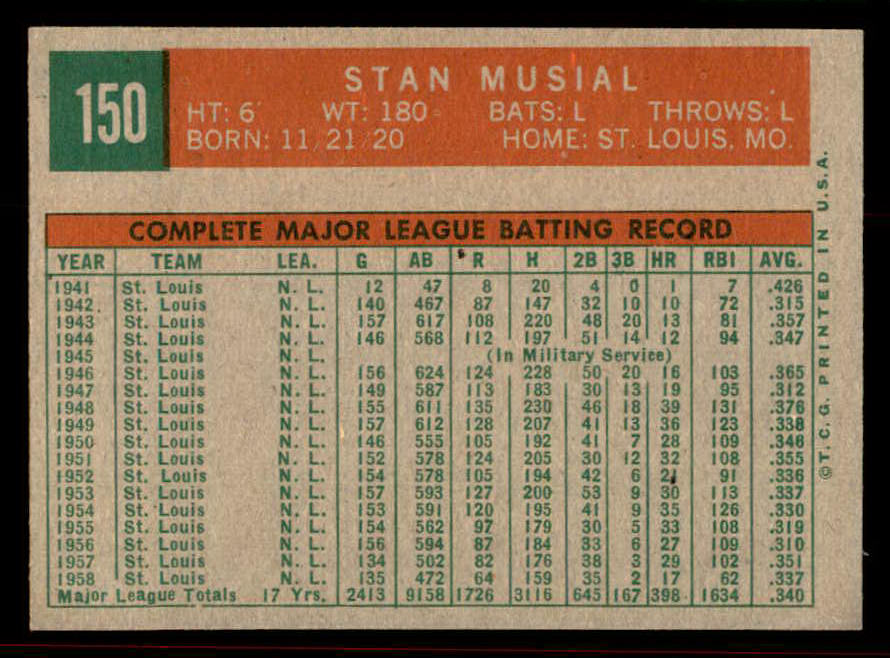 150
STAN MUSIAL
HT: 6' WT: 180 BATS: L THROWS: L
BORN: 11/21/20 HOME: ST. LOUIS, MO.
COMPLETE MAJOR LEAGUE BATTING RECORD
YEAR TEAM LEA. G AB R H 2B 3B HR RBI AVG.
1941 St. Louis N. L. 12 47 8 20 4 0 1 7 .426
1942 St. Louis N. L. 140 467 87 147 32 10 10 72 .315
1943 St. Louis N. L. 157 617 108 220 48 20 13 81 .357
1944 St. Louis N. L. 146 568 112 197 51 14 12 94 .347
1945 St. Louis N. L. (In Military Service)
1946 St. Louis N. L. 156 624 124 228 50 20 16 103 .365
1947 St. Louis N. L. 149 587 113 183 30 13 19 95 .312
1948 St. Louis N. L. 155 611 135 230 46 18 39 131 .376
1949 St. Louis N. L. 157 612 128 207 41 13 36 123 .338
1950 St. Louis N. L. 146 555 105 192 41 7 28 109 .346
1951 St. Louis N. L. 152 578 124 205 30 12 32 108 .355
1952 St. Louis N. L. 154 578 105 194 42 6 21 91 .336
1953 St. Louis N. L. 157 593 127 200 53 9 30 113 .337
1954 St. Louis N. L. 153 591 120 195 41 9 35 126 .330
1955 St. Louis N. L. 154 562 97 179 30 5 33 108 .319
1956 St. Louis N. L. 156 594 87 184 33 6 27 109 .310
1957 St. Louis N. L. 134 502 82 176 38 3 29 102 .351
1958 St. Louis N. L. 135 472 64 159 35 2 17 62 .337
Major League Totals 17 Yrs. 2413 9158 1726 3116 645 167 398 1634 .340
©T.C.G. PRINTED IN U.S.A.